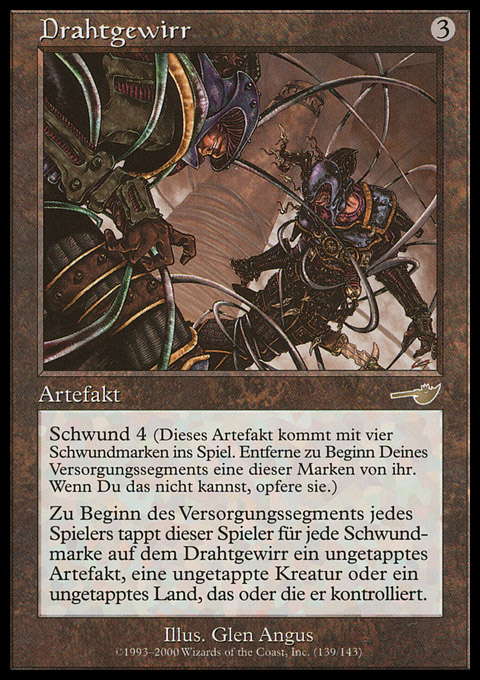 Drahtgewirr
3
Artefakt
Schwund 4 (Dieses Artefakt kommt mit vier
Schwundmarken ins Spiel. Entferne zu Beginn Deines
Versorgungssegments eine dieser Marken von ihr.
Wenn Du das nicht kannst, opfere sie.)
Zu Beginn des Versorgungssegments jedes
Spielers tappt dieser Spieler für jede Schwund-
marke auf dem Drahtgewirr ein ungetapptes
Artefakt, eine ungetappte Kreatur oder ein
ungetapptes Land, das oder die er kontrolliert.
Illus. Glen Angus
©1993–2000 Wizards of the Coast, Inc. (139/143)